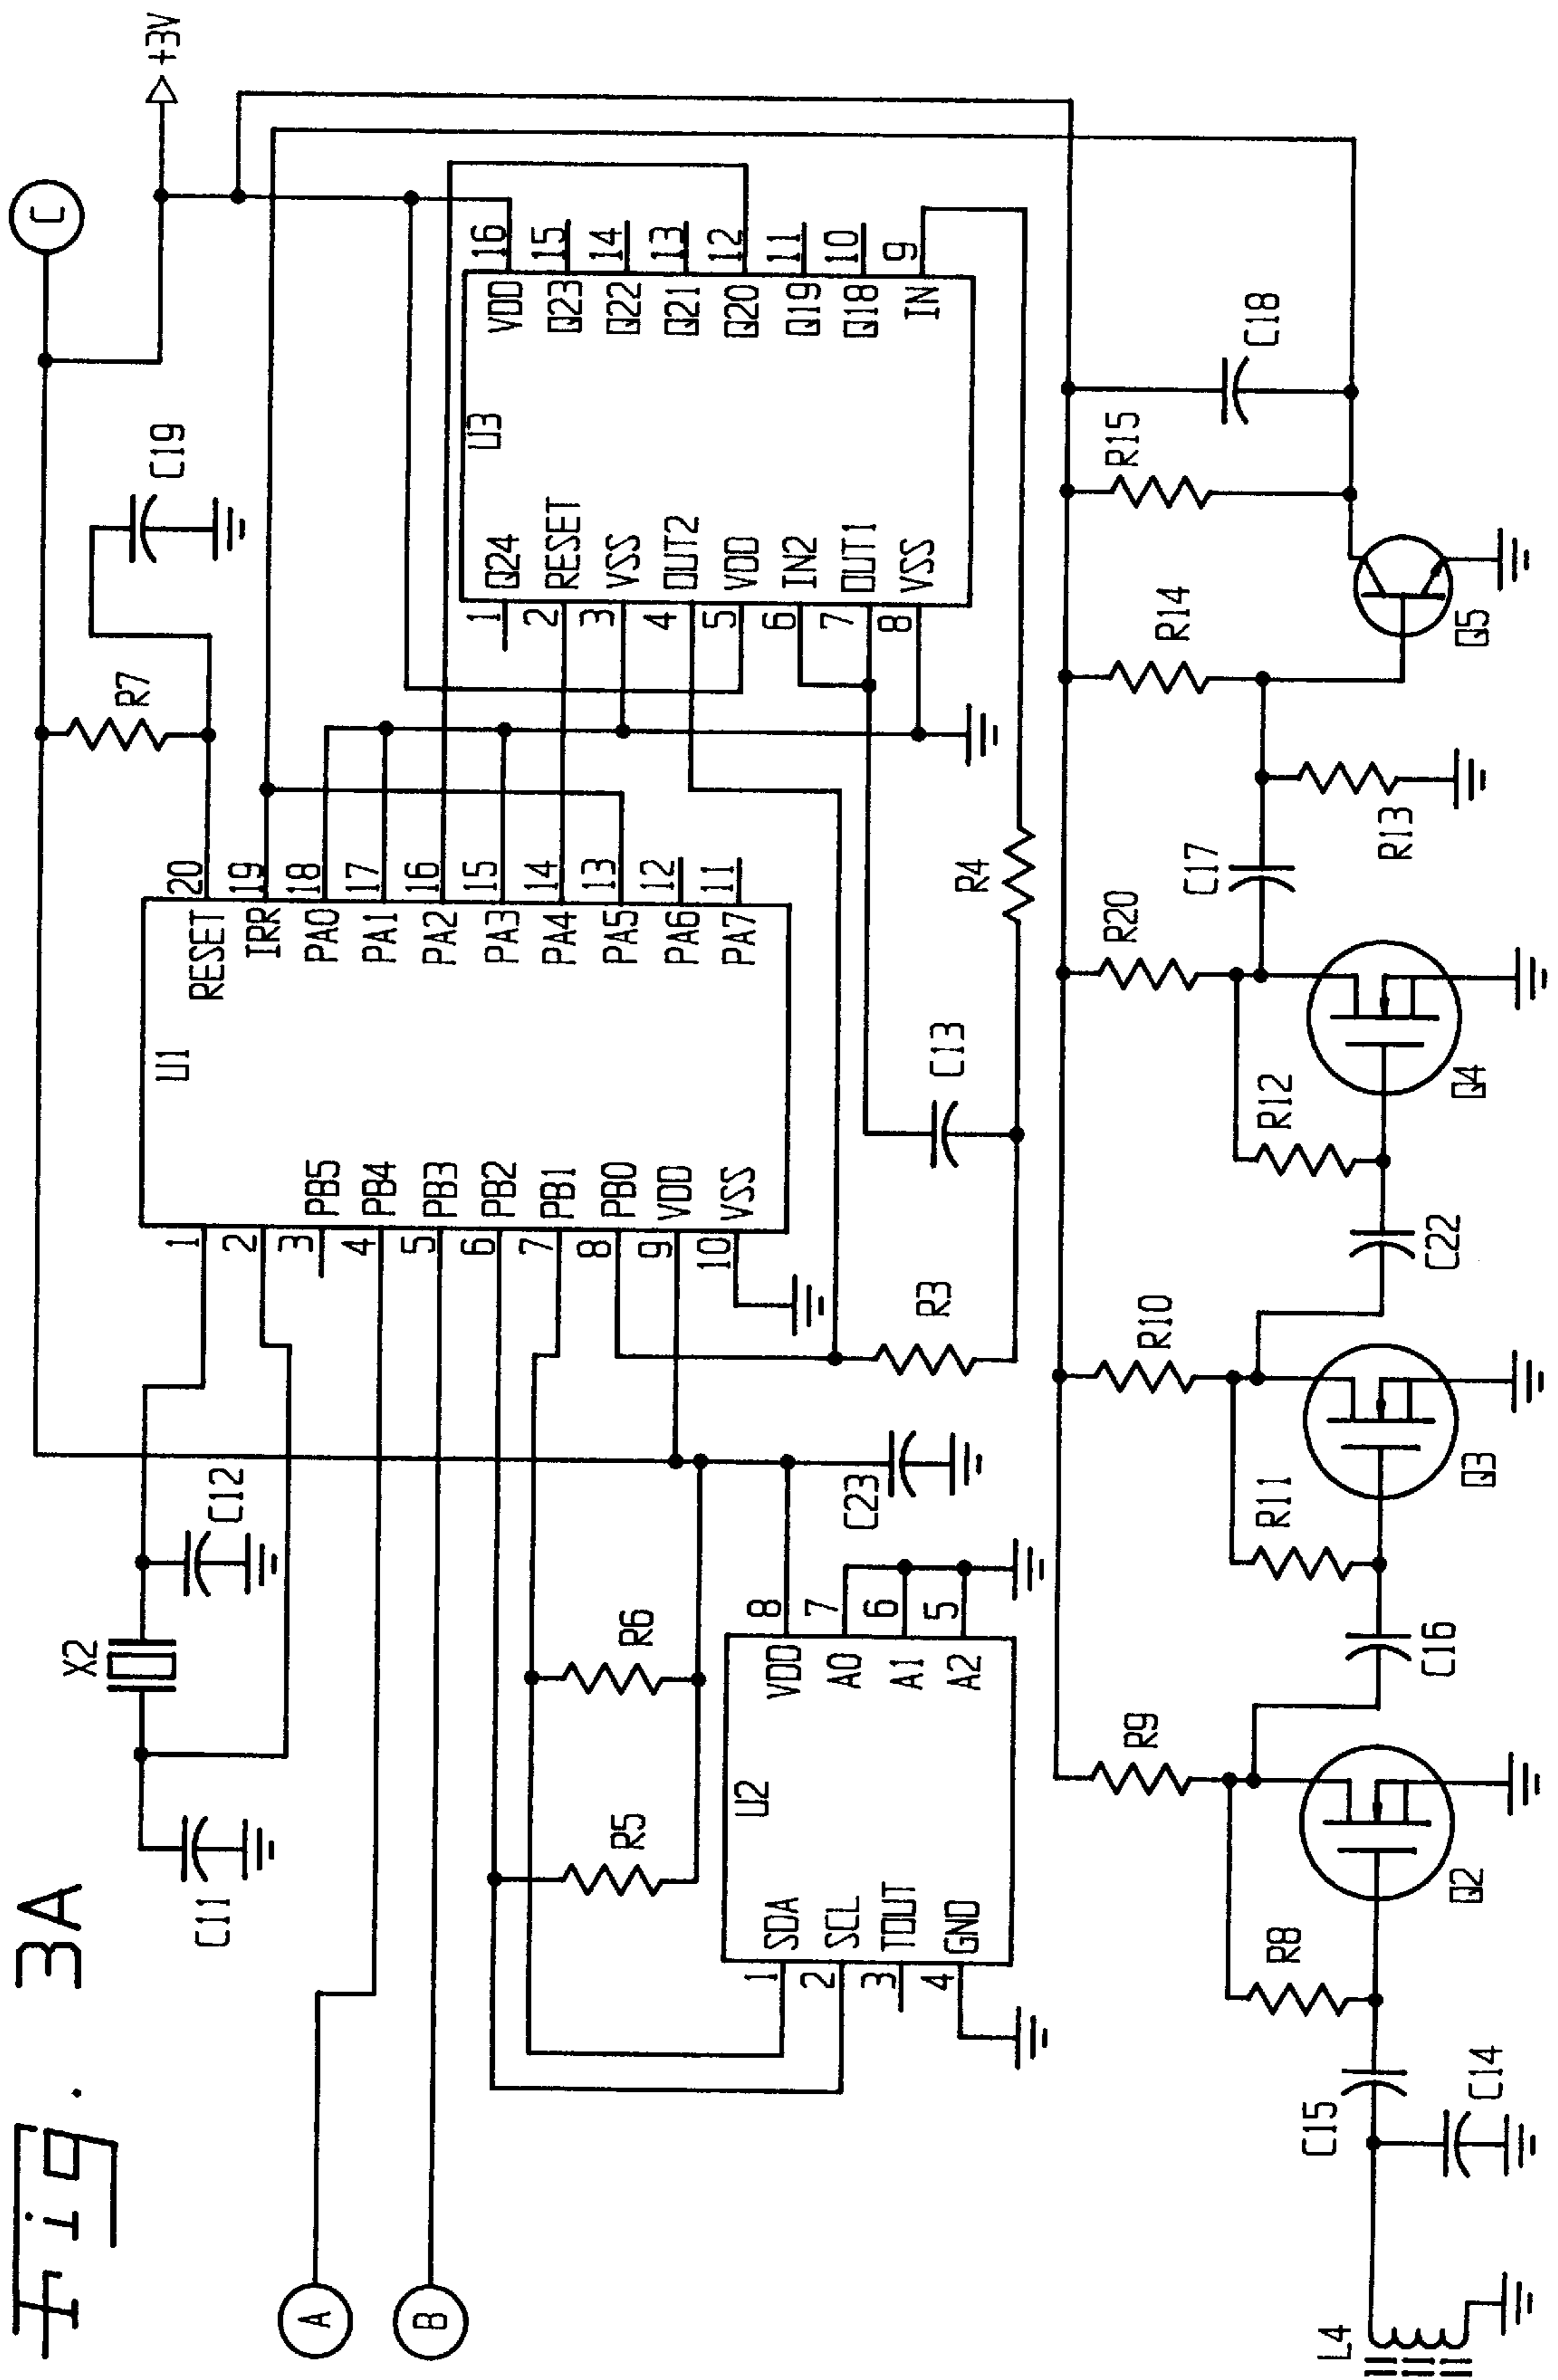 Fig. 3A
C
+3V
A
B
C11
X2
C12
R7
C19
U1
1
2
3 PB5
4 PB4
5 PB3
6 PB2
7 PB1
8 PB0
9 VDD
10 VSS
RESET 20
IRR 19
PA0 18
PA1 17
PA2 16
PA3 15
PA4 14
PA5 13
PA6 12
PA7 11
U3
1 Q24
2 RESET
3 VSS
4 OUT2
5 VDD
6 IN2
7 OUT1
8 VSS
VDD 16
Q23 15
Q22 14
Q21 13
Q20 12
Q19 11
Q18 10
IN 9
R5
R6
U2
1 SDA
2 SCL
3 TOUT
4 GND
VDD 8
A0 7
A1 6
A2 5
C23
R3
C13
R4
L4
C15
C14
R8
R9
Q2
C16
R11
R10
Q3
C22
R12
R20
Q4
C17
R13
R14
Q5
R15
C18